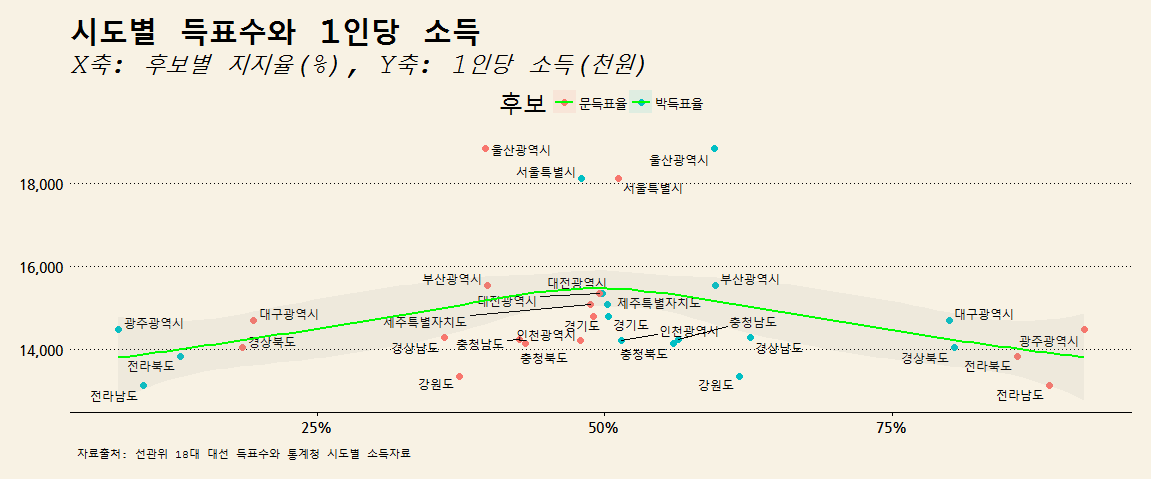 시도별 득표수와 1인당 소득
X축: 후보별 지지율(%), Y축: 1인당 소득(천원)
후보 문득표율 박득표율
울산광역시
울산광역시
서울특별시
18,000
서울특별시
16,000
부산광역시
부산광역시
대전광역시
대전광역시
제주특별자치도
대구광역시
대구광역시
광주광역시
제주특별자치도
경기도
경기도
충청남도
인천광역시
인천광역시
14,000
경상북도
경상남도
충청남도
경상남도
광주광역시
충청북도
충청북도
경상북도
전라북도
전라북도
강원도
강원도
전라남도
전라남도
25%
50%
75%
자료출처: 선관위 18대 대선 득표수와 통계청 시도별 소득자료